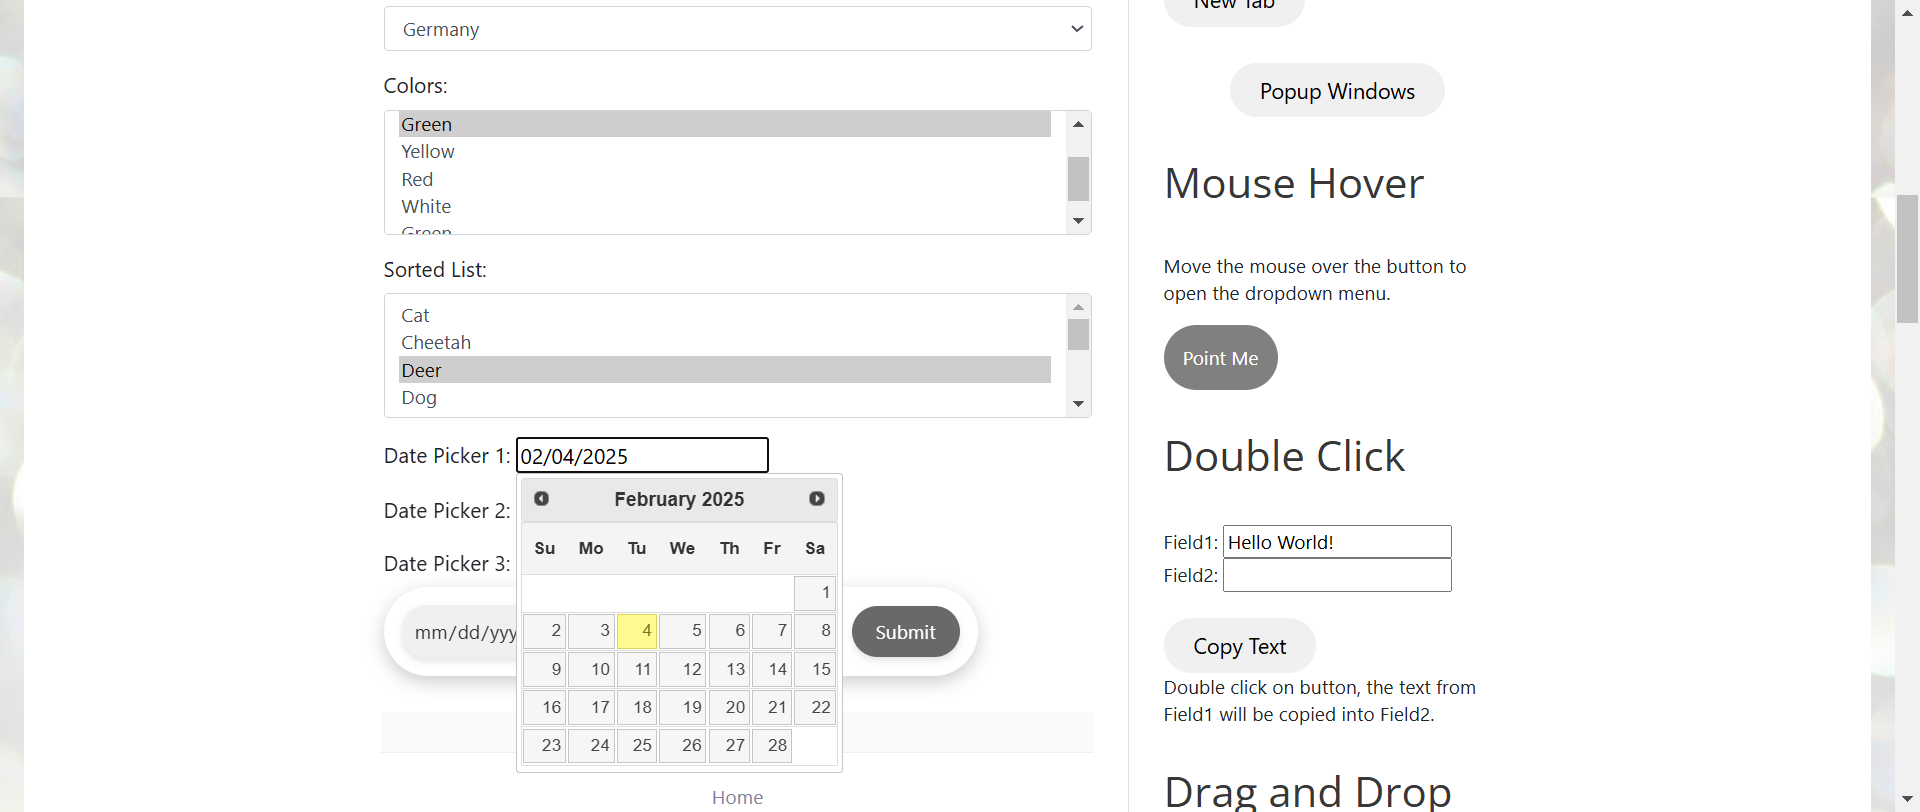 Germany
Colors:
Green
Yellow
Red
White
Green
Sorted List:
Cat
Cheetah
Deer
Dog
Date Picker 1: 02/04/2025
Date Picker 2:
Date Picker 3:
February 2025
Su Mo Tu We Th Fr Sa
1
2 3 4 5 6 7 8
9 10 11 12 13 14 15
16 17 18 19 20 21 22
23 24 25 26 27 28
mm/dd/yyy
Submit
Home
New Tab
Popup Windows
Mouse Hover
Move the mouse over the button to
open the dropdown menu.
Point Me
Double Click
Field1: Hello World!
Field2:
Copy Text
Double click on button, the text from
Field1 will be copied into Field2.
Drag and Drop